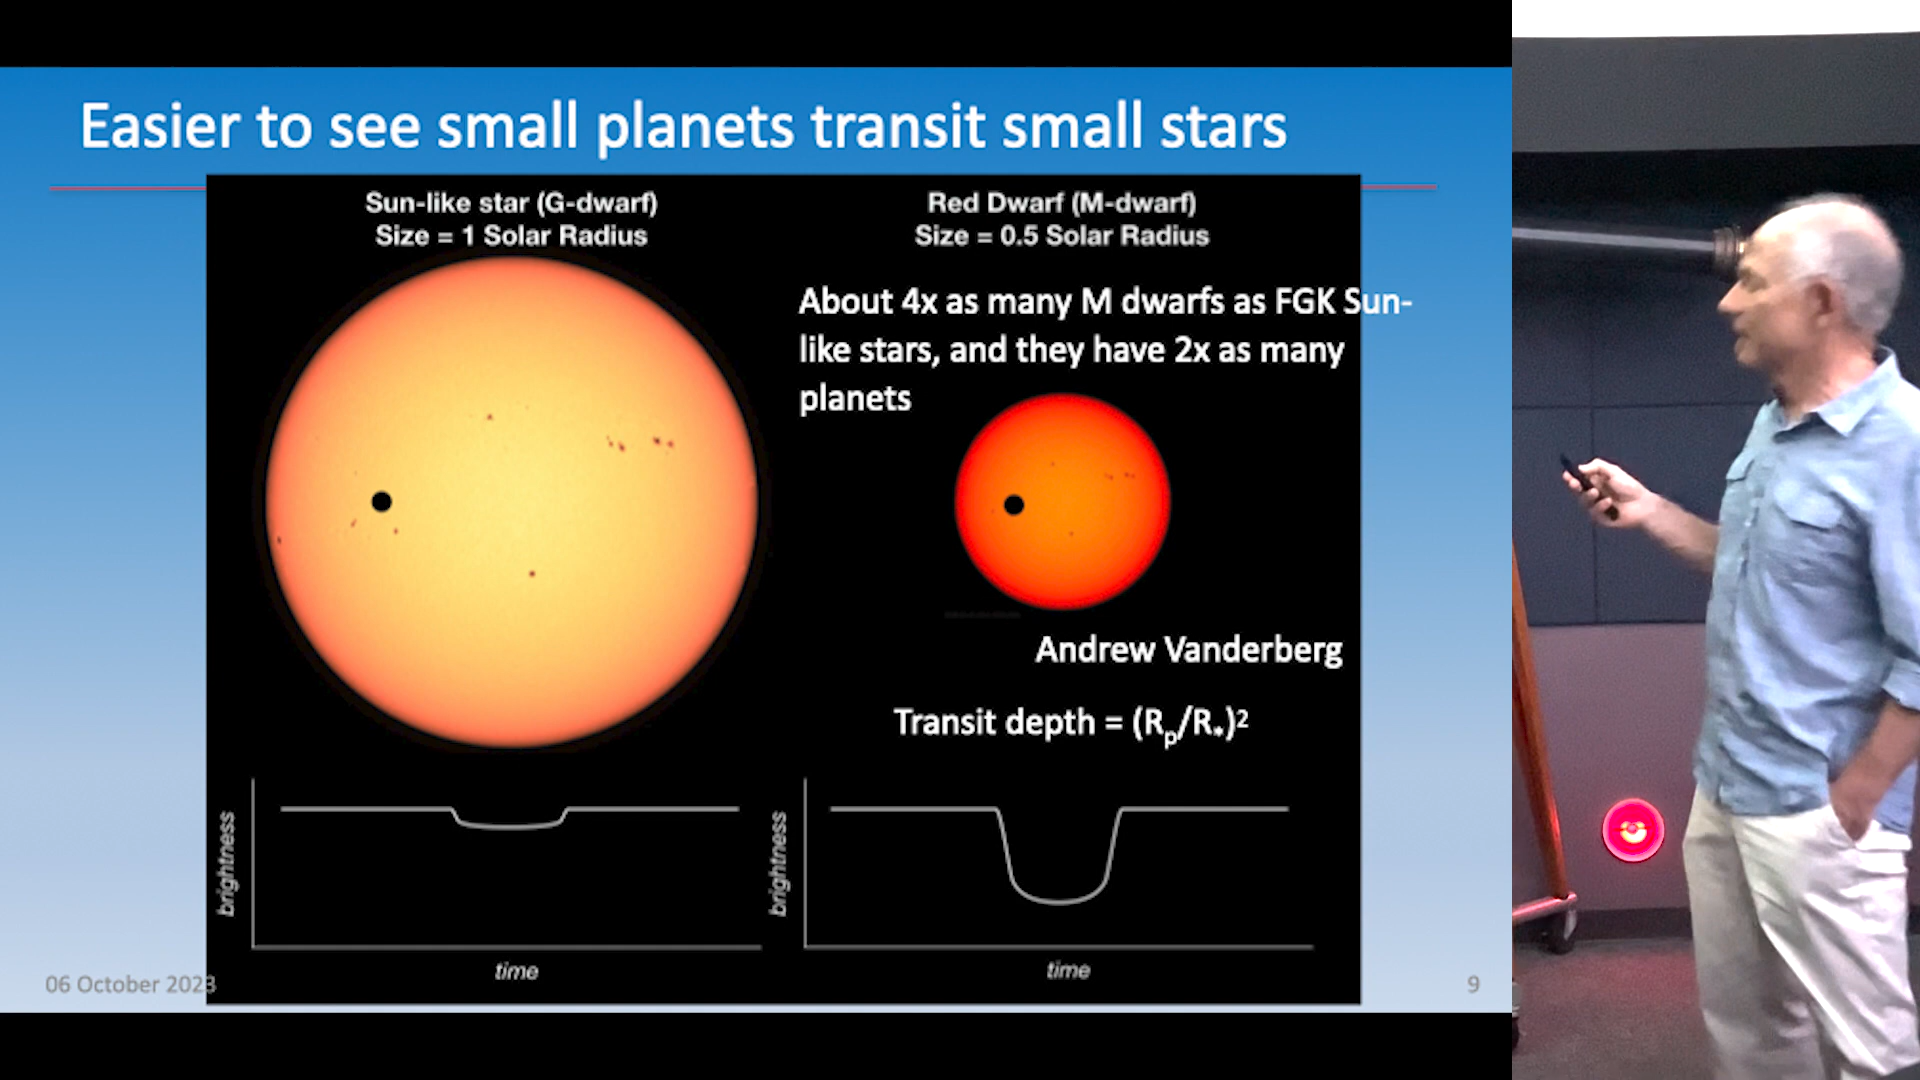 Easier to see small planets transit small stars
Sun-like star (G-dwarf)
Size = 1 Solar Radius
Red Dwarf (M-dwarf)
Size = 0.5 Solar Radius
About 4x as many M dwarfs as FGK Sun-
like stars, and they have 2x as many
planets
Andrew Vanderberg
Transit depth = (Rp/R*)²
brightness
time
brightness
time
06 October 2023
9